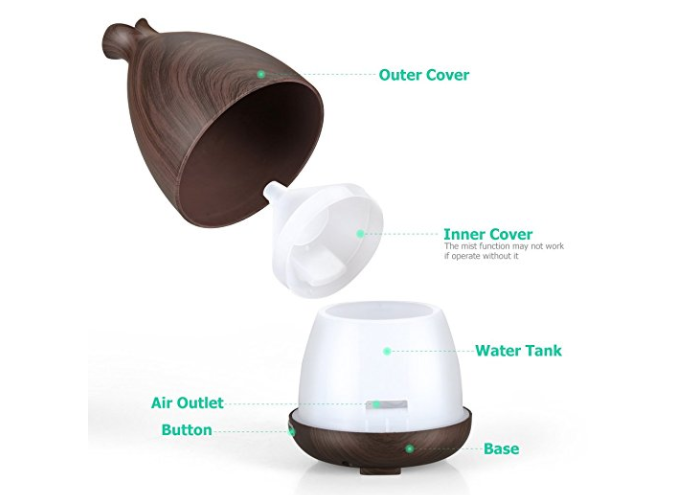 Outer Cover
Inner Cover
The mist function may not work
if operate without it
Water Tank
Air Outlet
Button
Base